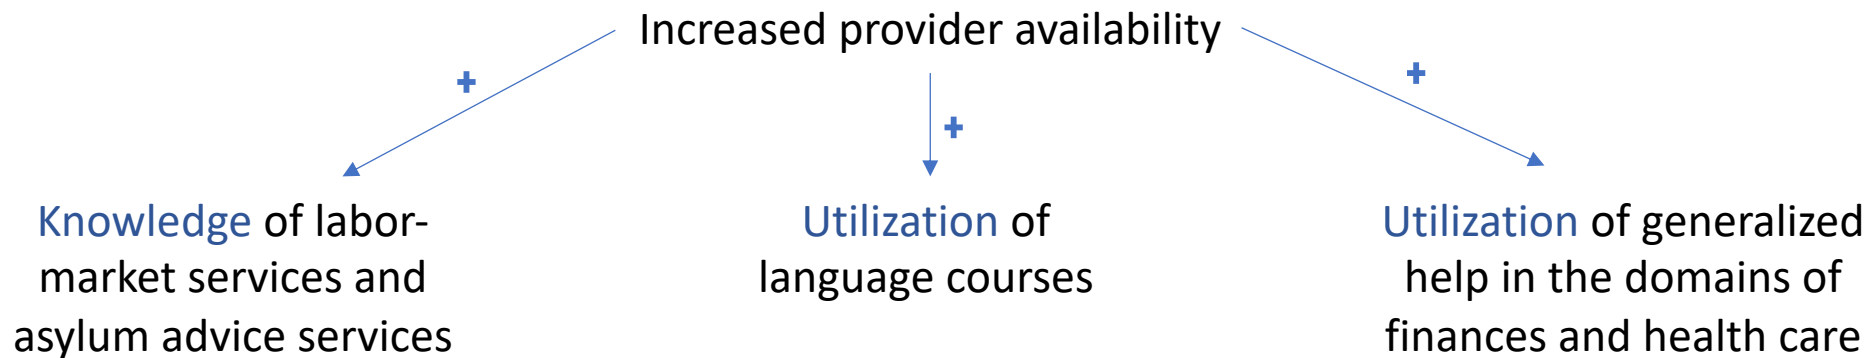 Increased provider availability
+
+
+
Knowledge of labor-
market services and
asylum advice services
Utilization of
language courses
Utilization of generalized
help in the domains of
finances and health care